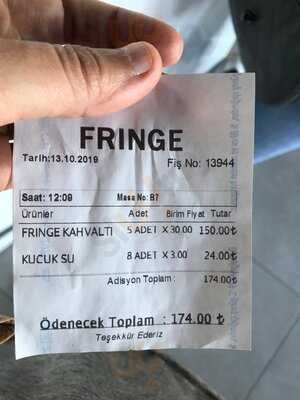 FRINGE
Tarih:13.10.2019 Fiş No: 13944
Saat: 12:09 Masa No: B7
Ürünler Adet Birim Fiyat Tutar
FRINGE KAHVALTI 5 ADET X 30.00 150.00₺
KUCUK SU 8 ADET X 3.00 24.00₺
Adisyon Toplam : 174.00₺
Ödenecek Toplam : 174.00 ₺
Teşekkür Ederiz